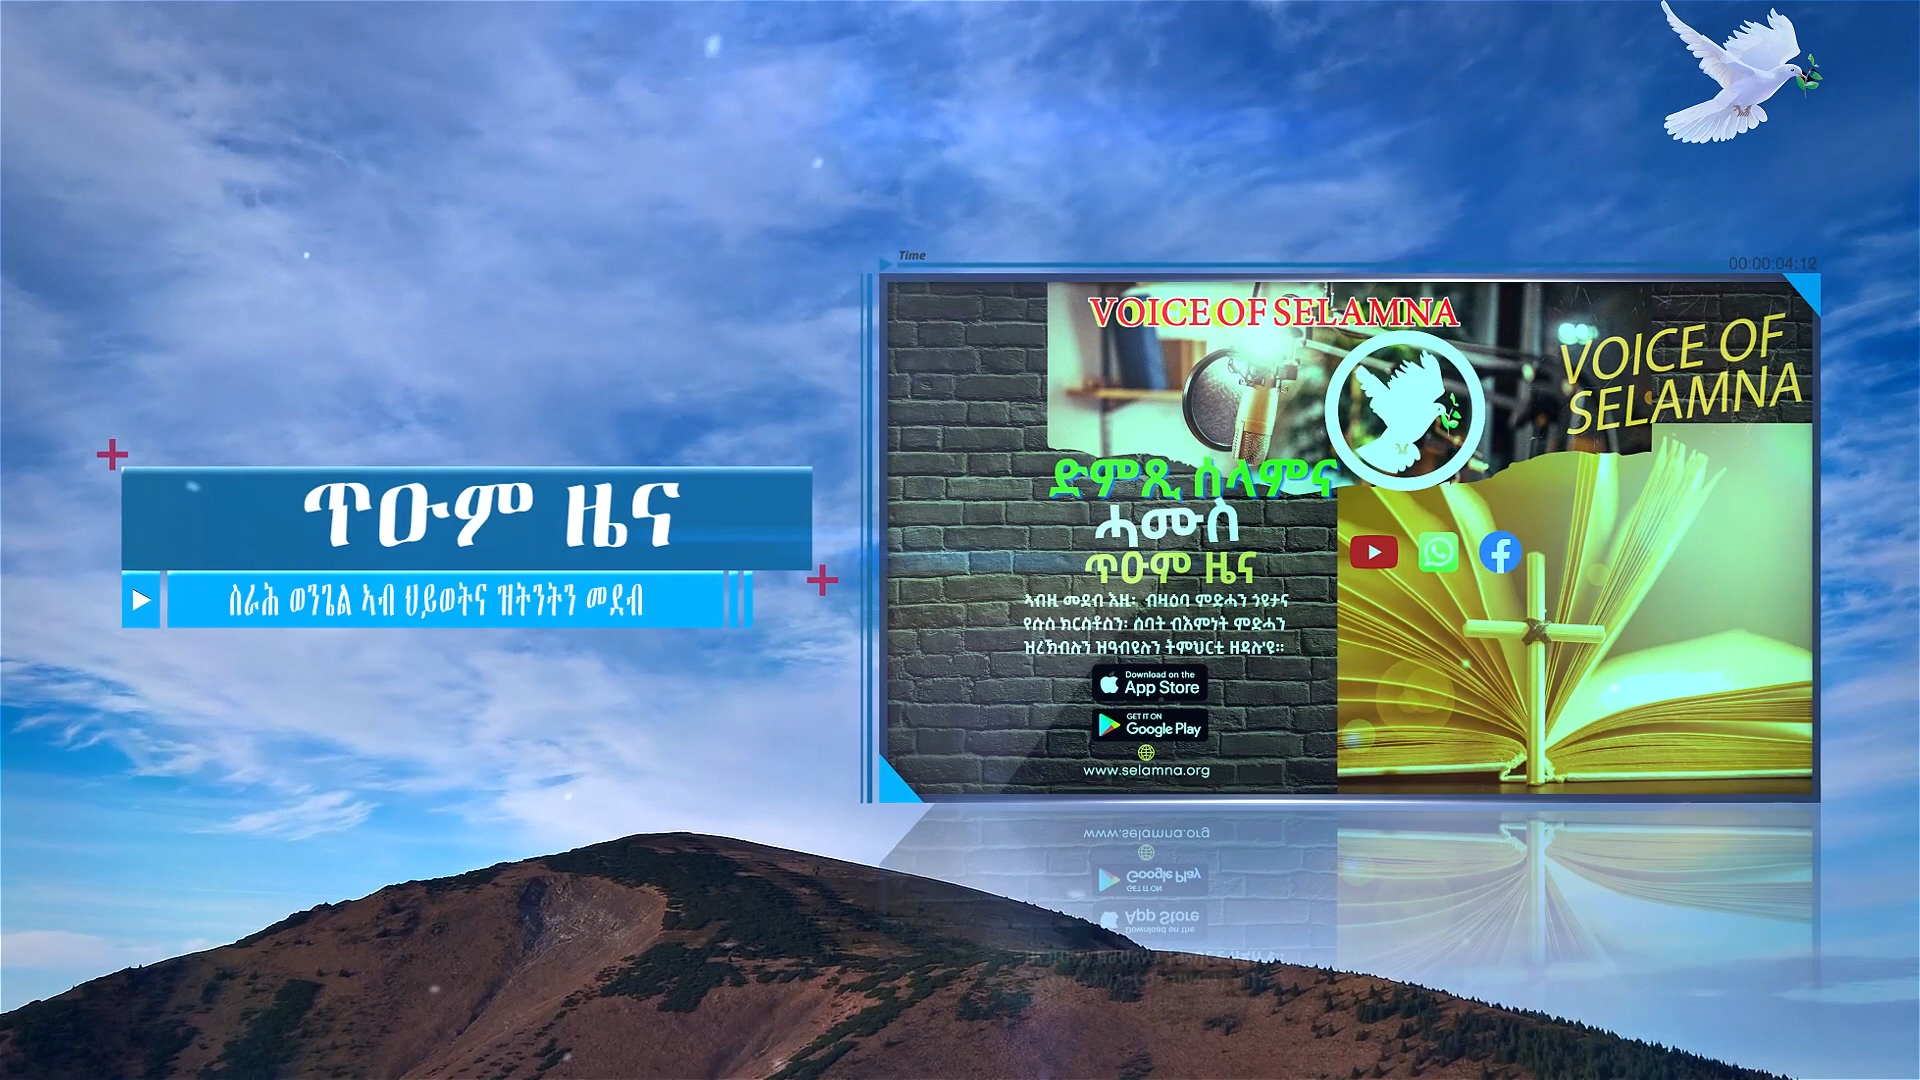 ጥዑም ዜና
ስራሕ ወንጌል ኣብ ህይወትና ዝትንትን መደብ
Time
00:00:04:12
VOICE OF SELAMNA
VOICE OF
SELAMNA
ድምጺ ሰላምና
ሓሙስ
ጥዑም ዜና
ኣብዚ መደብ እዚ፡ ብዛዕባ ምድሓን ጎይታና
የሱስ ክርስቶስን፡ ሰባት ብእምነት ምድሓን
ዝረኽብሉን ዝዓብዩሉን ትምህርቲ ዘዳሉ'ዩ።
Download on the
App Store
GET IT ON
Google Play
www.selamna.org